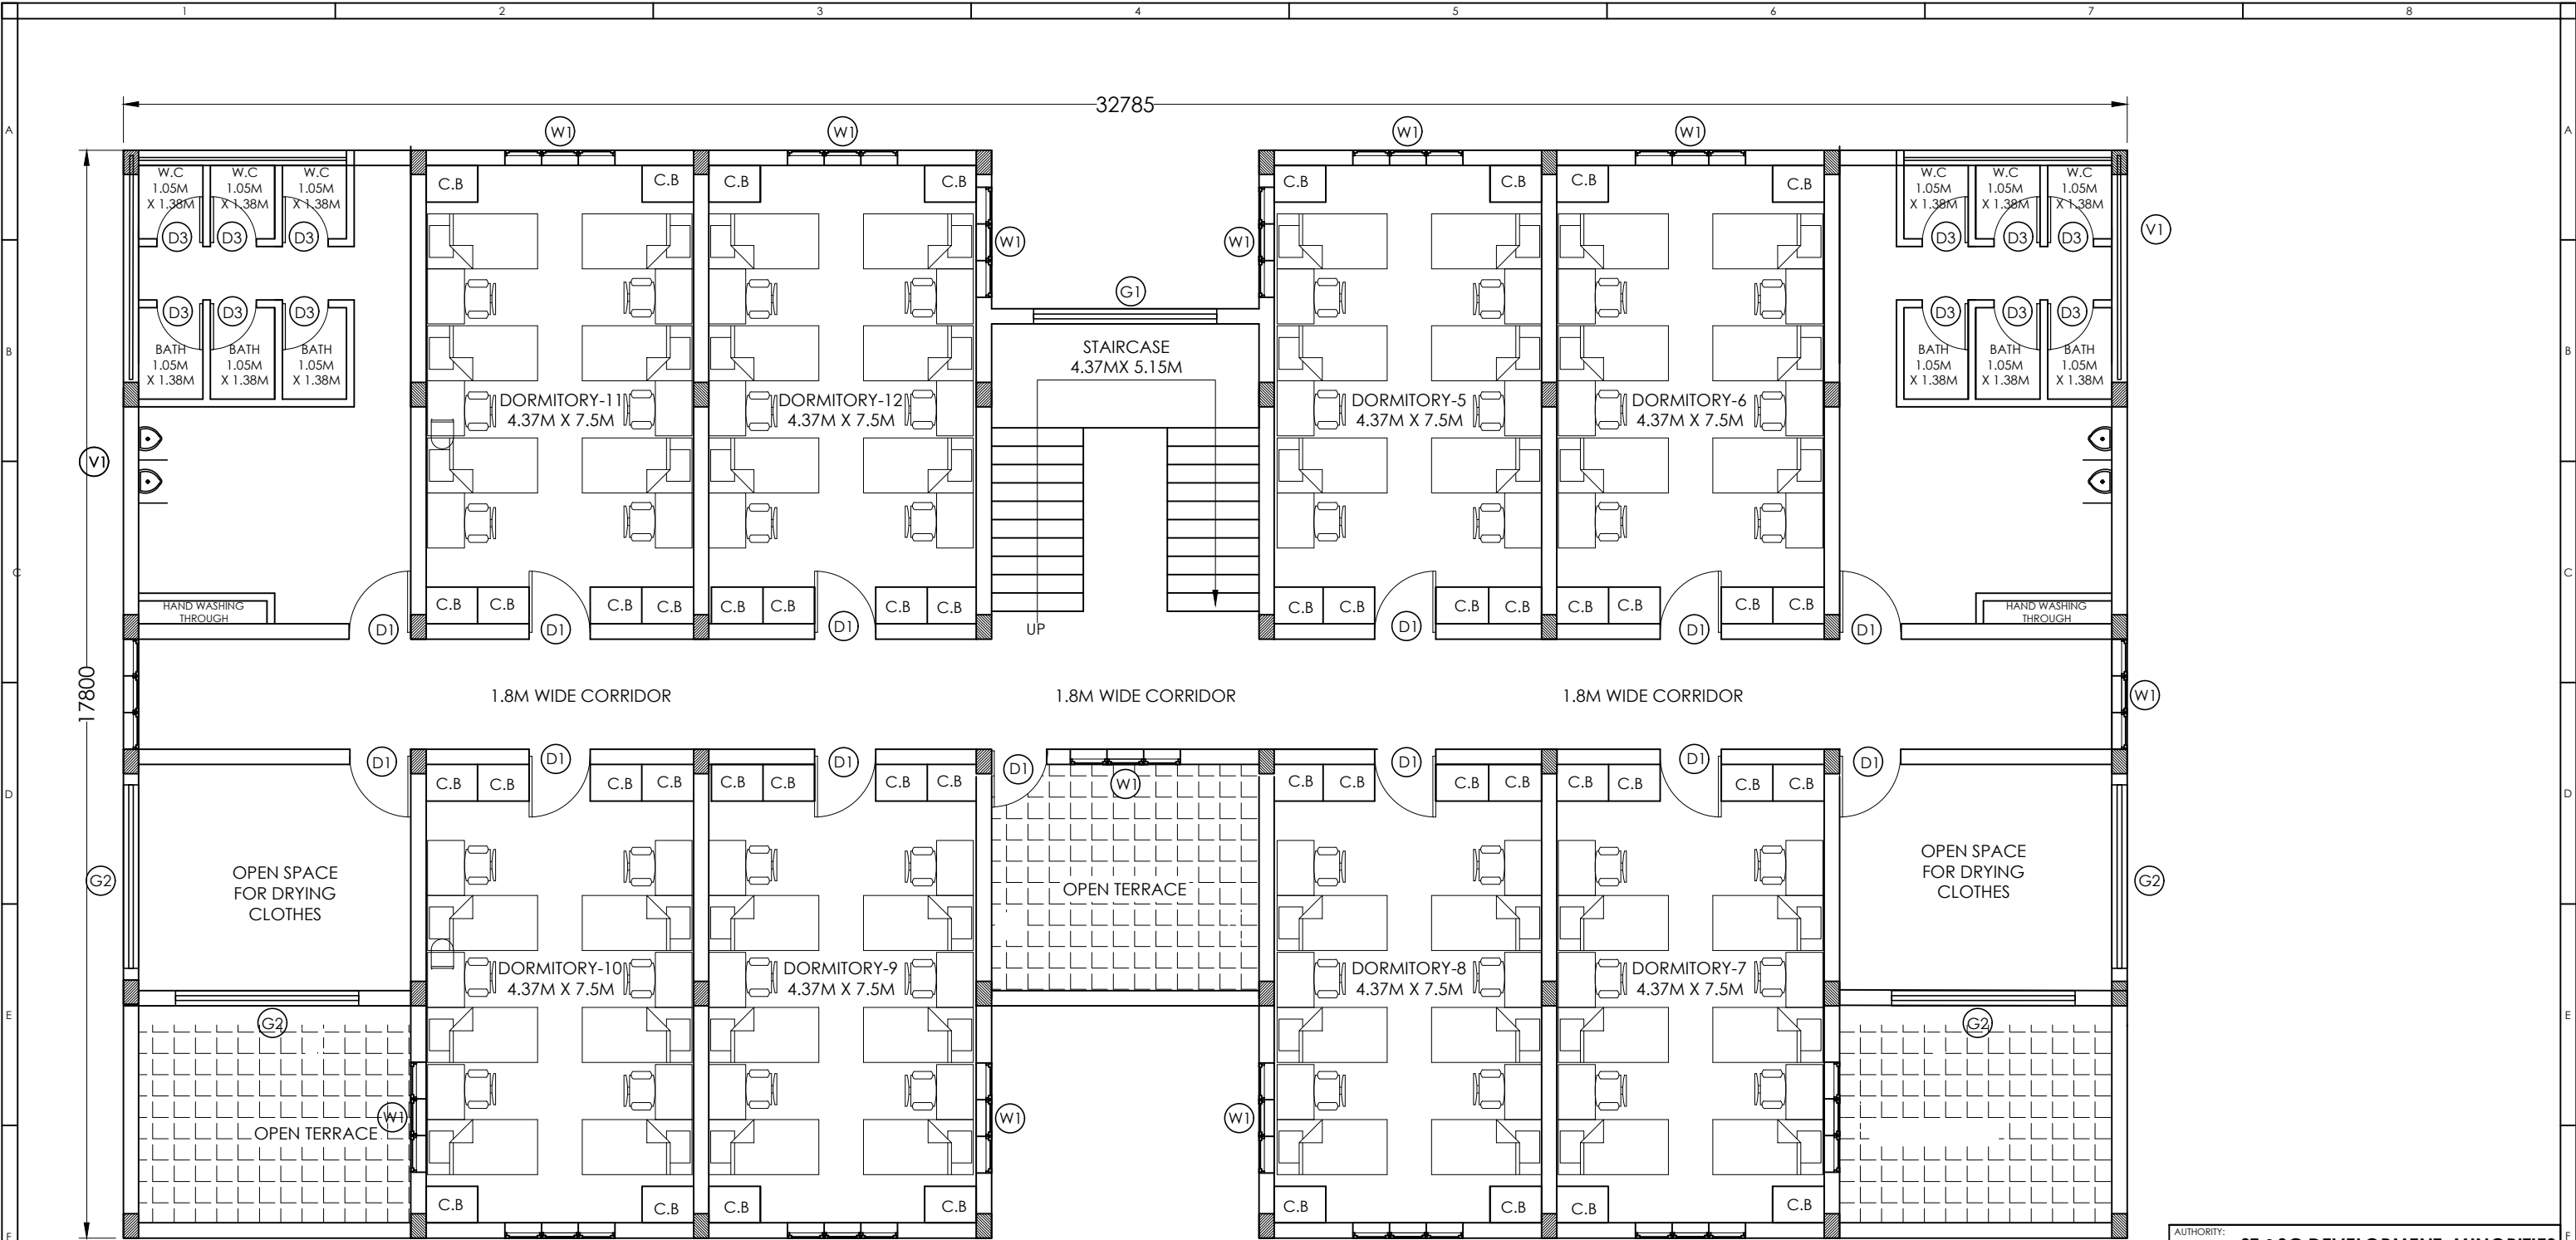 1 2 3 4 5 6 7 8
32785
A A
W1 W1 W1 W1
W.C W.C W.C
1.05M 1.05M 1.05M
X 1.38M X 1.38M X 1.38M
C.B C.B C.B C.B C.B C.B C.B C.B
W.C W.C W.C
1.05M 1.05M 1.05M
X 1.38M X 1.38M X 1.38M
D3 D3 D3 W1 W1 D3 D3 D3 V1
G1
D3 D3 D3 D3 D3 D3
B B
BATH BATH BATH
1.05M 1.05M 1.05M
X 1.38M X 1.38M X 1.38M
STAIRCASE
4.37MX 5.15M
BATH BATH BATH
1.05M 1.05M 1.05M
X 1.38M X 1.38M X 1.38M
DORMITORY-11
4.37M X 7.5M
DORMITORY-12
4.37M X 7.5M
DORMITORY-5
4.37M X 7.5M
DORMITORY-6
4.37M X 7.5M
V1
C C
HAND WASHING
THROUGH
C.B C.B C.B C.B C.B C.B C.B C.B C.B C.B C.B C.B C.B C.B C.B C.B
HAND WASHING
THROUGH
D1 D1 D1 UP D1 D1 D1
17800
1.8M WIDE CORRIDOR 1.8M WIDE CORRIDOR 1.8M WIDE CORRIDOR W1
D1 D1 D1 D1 D1 D1 D1
W1
C.B C.B C.B C.B C.B C.B C.B C.B C.B C.B C.B C.B C.B C.B C.B C.B
D D
OPEN SPACE
FOR DRYING
CLOTHES
G2
OPEN TERRACE
OPEN SPACE
FOR DRYING
CLOTHES
G2
DORMITORY-10
4.37M X 7.5M
DORMITORY-9
4.37M X 7.5M
DORMITORY-8
4.37M X 7.5M
DORMITORY-7
4.37M X 7.5M
E E
G2 G2
W1 W1 W1
OPEN TERRACE
C.B C.B C.B C.B C.B C.B C.B C.B
F F
AUTHORITY: